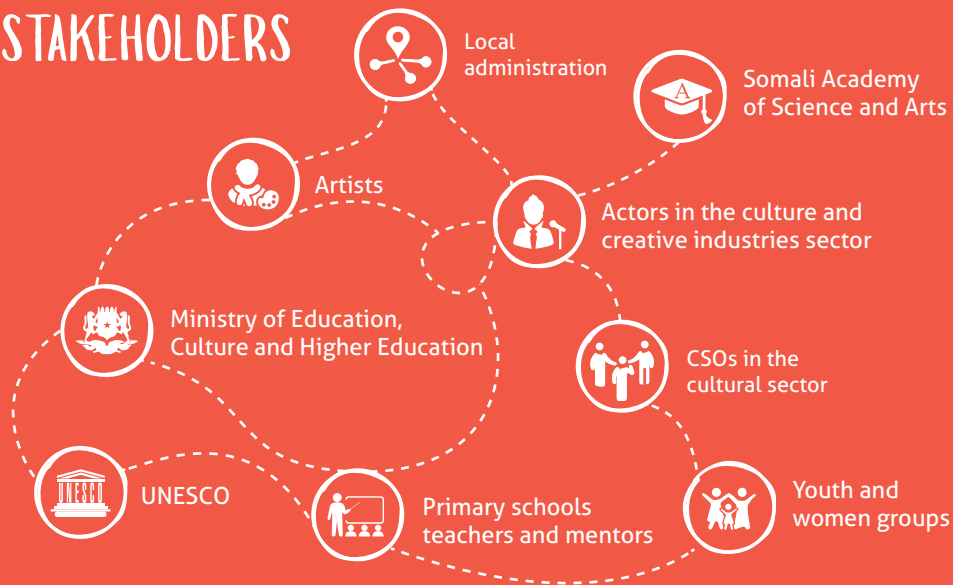 STAKEHOLDERS
Local
administration
Somali Academy
of Science and Arts
A
Artists
Actors in the culture and
creative industries sector
Ministry of Education,
Culture and Higher Education
CSOs in the
cultural sector
UNESCO
UNESCO
Primary schools
teachers and mentors
Youth and
women groups